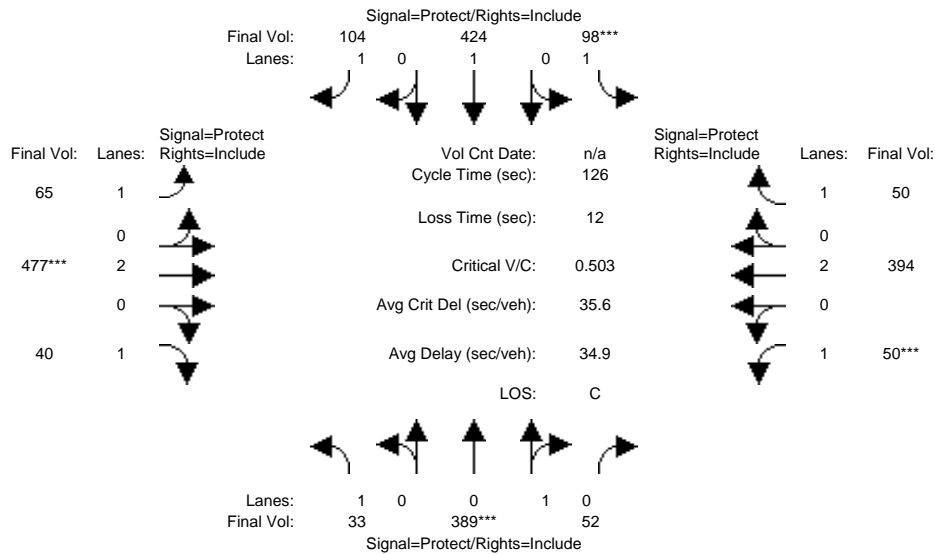 Signal=Protect/Rights=Include
Final Vol: 104 424 98***
Lanes: 1 0 1 0 1
Signal=Protect
Final Vol: Lanes: Rights=Include
Vol Cnt Date: n/a
Signal=Protect
Rights=Include Lanes: Final Vol:
Cycle Time (sec): 126
65 1
1 50
Loss Time (sec): 12
0
0
477*** 2
Critical V/C: 0.503
2 394
0
Avg Crit Del (sec/veh): 35.6
0
40 1
Avg Delay (sec/veh): 34.9
1 50***
LOS: C
Lanes: 1 0 0 1 0
Final Vol: 33 389*** 52
Signal=Protect/Rights=Include